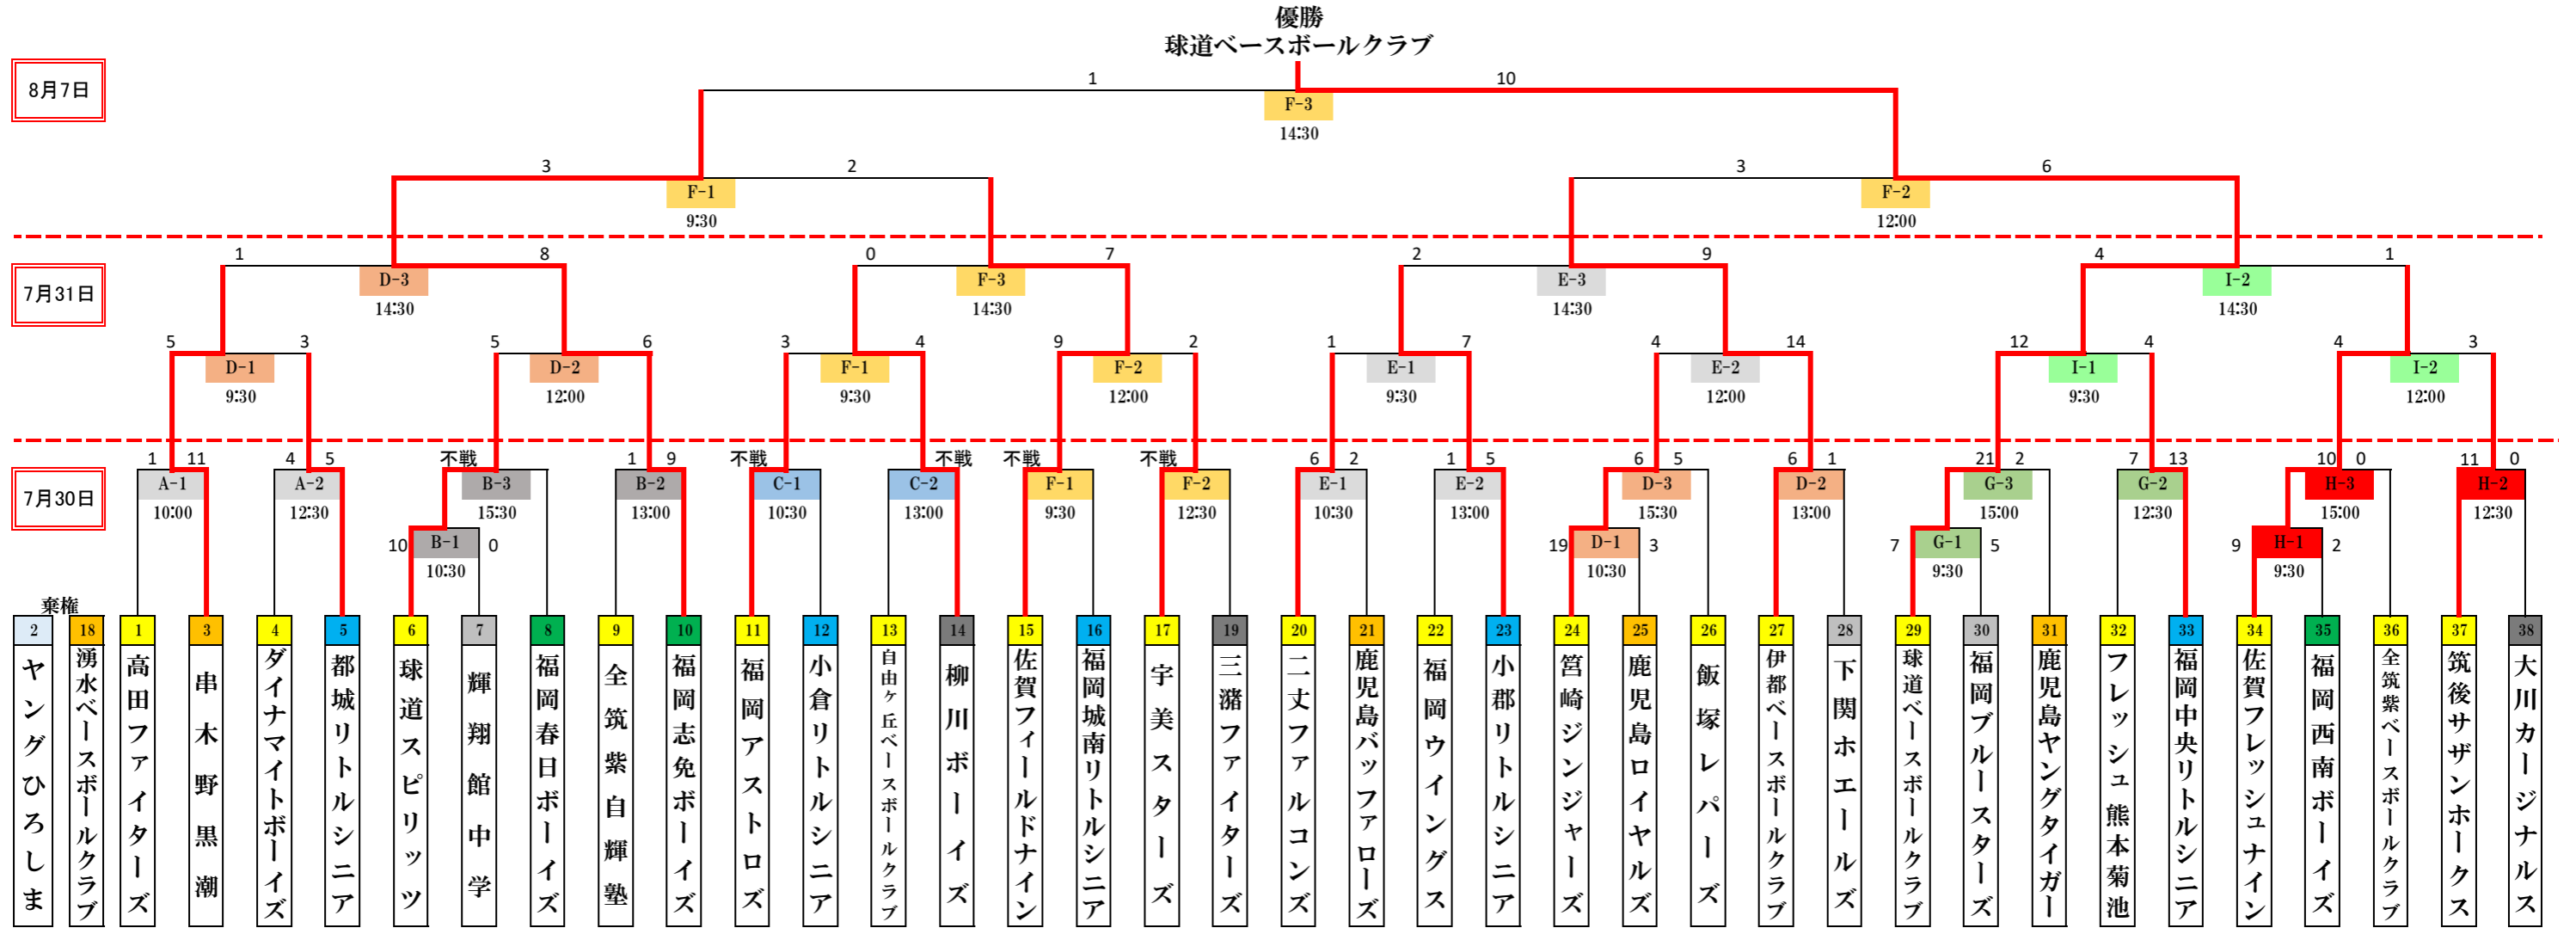 優勝
球道ベースボールクラブ
8月7日
1 10
F-3
14:30
3 2 3 6
F-1 F-2
9:30 12:00
7月31日
1 8 0 7 2 9 4 1
D-3 F-3 E-3 I-2
14:30 14:30 14:30 14:30
5 3 5 6 3 4 9 2 1 7 4 14 12 4 4 3
D-1 D-2 F-1 F-2 E-1 E-2 I-1 I-2
9:30 12:00 9:30 12:00 9:30 12:00 9:30 12:00
7月30日
1 11 4 5 不戦 1 9 不戦 不戦 不戦 不戦 6 2 1 5 6 5 6 1 21 2 7 13 10 0 11 0
A-1 A-2 B-3 B-2 C-1 C-2 F-1 F-2 E-1 E-2 D-3 D-2 G-3 G-2 H-3 H-2
10:00 12:30 15:30 13:00 10:30 13:00 9:30 12:30 10:30 13:00 15:30 13:00 15:00 12:30 15:00 12:30
10 B-1 0 19 D-1 3 7 G-1 5 9 H-1 2
10:30 10:30 9:30 9:30
棄権
2 18 1 3 4 5 6 7 8 9 10 11 12 13 14 15 16 17 19 20 21 22 23 24 25 26 27 28 29 30 31 32 33 34 35 36 37 38
ヤングひろしま
湧水ベースボールクラブ
高田ファイターズ
串木野黒潮
ダイナマイトボーイズ
都城リトルシニア
球道スピリッツ
輝翔館中学
福岡春日ボーイズ
全筑紫自輝塾
福岡志免ボーイズ
福岡アストロズ
小倉リトルシニア
自由ヶ丘ベースボールクラブ
柳川ボーイズ
佐賀フィールドナイン
福岡城南リトルシニア
宇美スターズ
三潴ファイターズ
二丈ファルコンズ
鹿児島バッファローズ
福岡ウイングス
小郡リトルシニア
筥崎ジンジャーズ
鹿児島ロイヤルズ
飯塚レパーズ
伊都ベースボールクラブ
下関ホエールズ
球道ベースボールクラブ
福岡ブルースターズ
鹿児島ヤングタイガー
フレッシュ熊本菊池
福岡中央リトルシニア
佐賀フレッシュナイン
福岡西南ボーイズ
全筑紫ベースボールクラブ
筑後サザンホークス
大川カージナルス